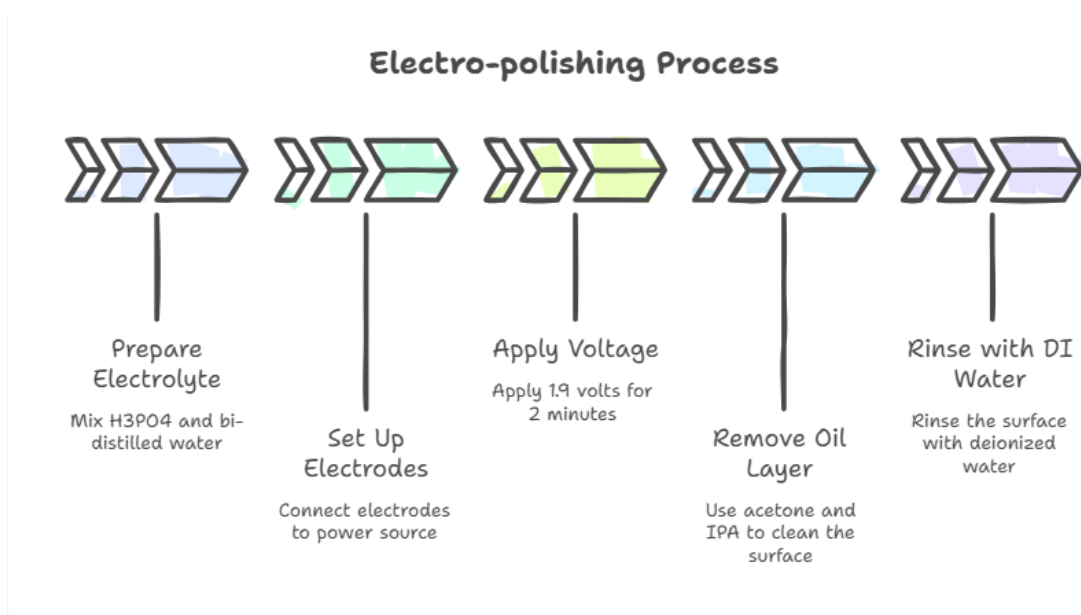 Electro-polishing Process
Prepare
Electrolyte
Mix H3PO4 and bi-
distilled water
Set Up
Electrodes
Connect electrodes
to power source
Apply Voltage
Apply 1.9 volts for
2 minutes
Remove Oil
Layer
Use acetone and
IPA to clean the
surface
Rinse with DI
Water
Rinse the surface
with deionized
water